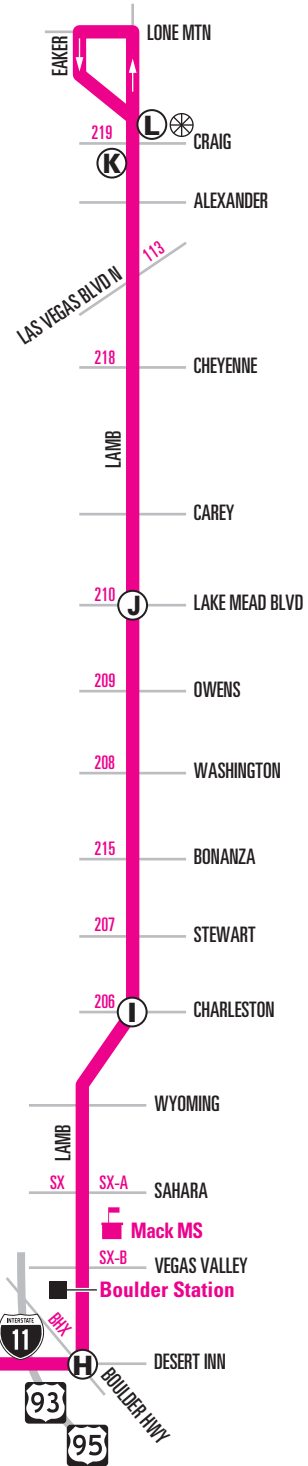 LONE MTN
EAKER
L
219
CRAIG
K
ALEXANDER
113
LAS VEGAS BLVD N
218
CHEYENNE
LAMB
CAREY
210
J
LAKE MEAD BLVD
209
OWENS
208
WASHINGTON
215
BONANZA
207
STEWART
206
I
CHARLESTON
WYOMING
LAMB
SX
SX-A
SAHARA
Mack MS
SX-B
VEGAS VALLEY
Boulder Station
INTERSTATE
11
BHX
H
DESERT INN
BOULDER HWY
93
95